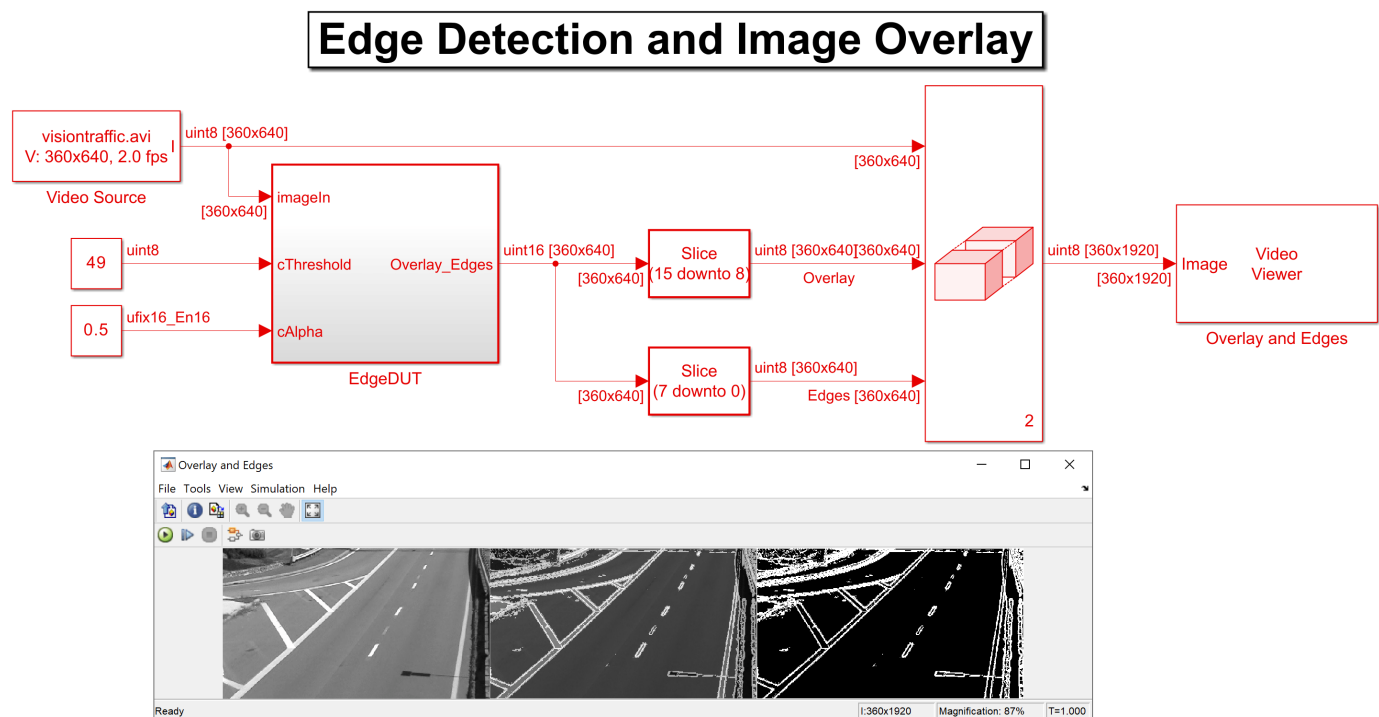 Edge Detection and Image Overlay
visiontraffic.avi
V: 360x640, 2.0 fps
I
Video Source
uint8 [360x640]
[360x640]
[360x640]
imageIn
49
uint8
cThreshold
0.5
ufix16_En16
cAlpha
Overlay_Edges
EdgeDUT
uint16 [360x640]
[360x640]
Slice
(15 downto 8)
uint8 [360x640]
[360x640]
Overlay
[360x640]
Slice
(7 downto 0)
uint8 [360x640]
Edges [360x640]
2
uint8 [360x1920]
[360x1920]
Image
Video
Viewer
Overlay and Edges
Overlay and Edges
File Tools View Simulation Help
Ready
I:360x1920
Magnification: 87%
T=1.000